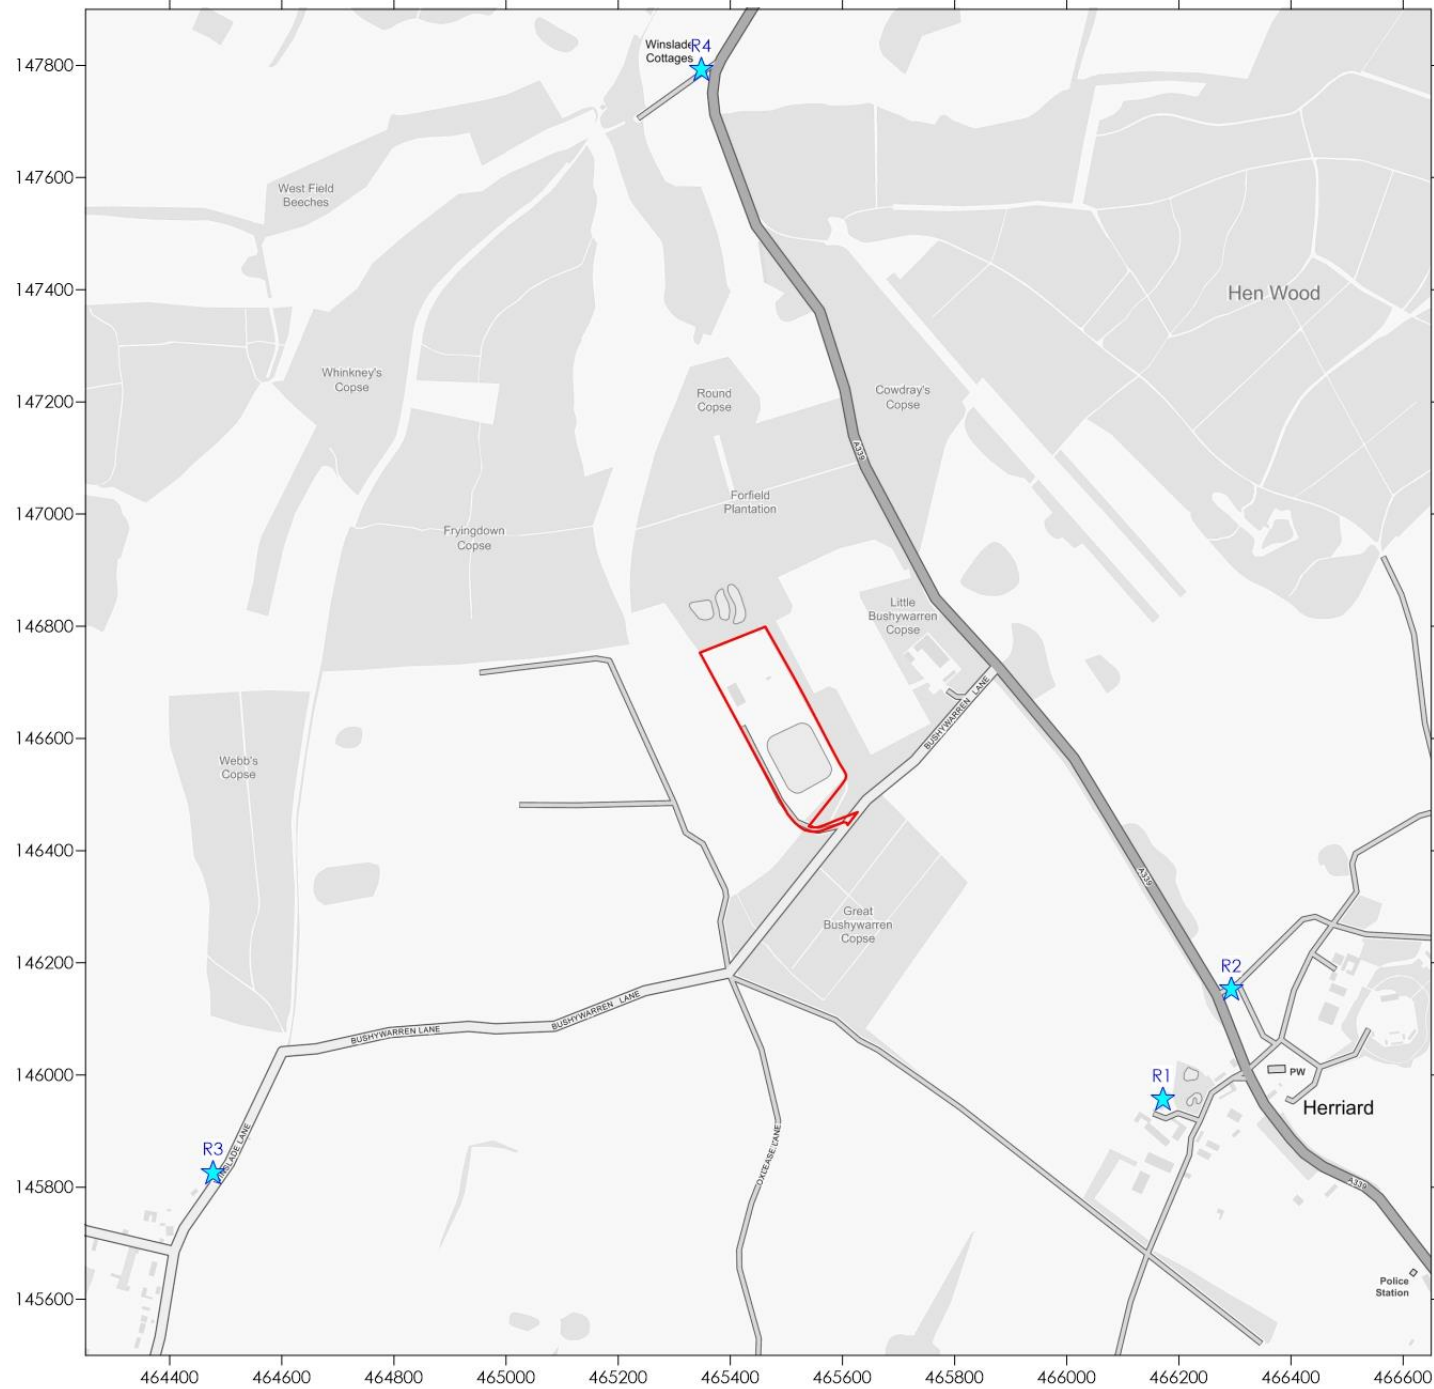 147800
Winslade
Cottages
R4
147600
West Field
Beeches
147400
Hen Wood
Whinkney's
Copse
147200
Round
Copse
Cowdray's
Copse
A339
Forfield
Plantation
147000
Fryingdown
Copse
Little
Bushywarren
Copse
146800
BUSHYWARREN LANE
146600
Webb's
Copse
146400
A339
Great
Bushywarren
Copse
146200
R2
BUSHYWARREN LANE
BUSHYWARREN LANE
146000
R1
PW
Herriard
R3
OXLEASE LANE
145800
A339
145600
Police
Station
464400 464600 464800 465000 465200 465400 465600 465800 466000 466200 466400 466600